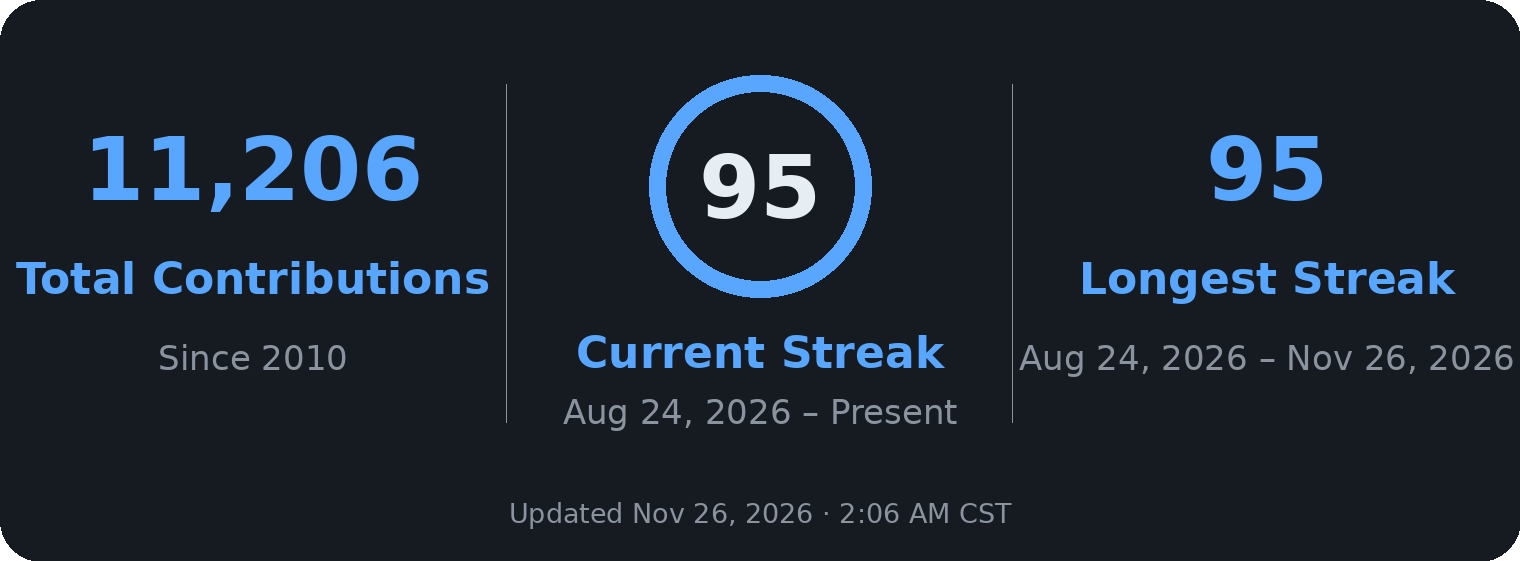 11,206
Total Contributions
Since 2010
95
Current Streak
Aug 24, 2026 – Present
95
Longest Streak
Aug 24, 2026 – Nov 26, 2026
Updated Nov 26, 2026 · 2:06 AM CST